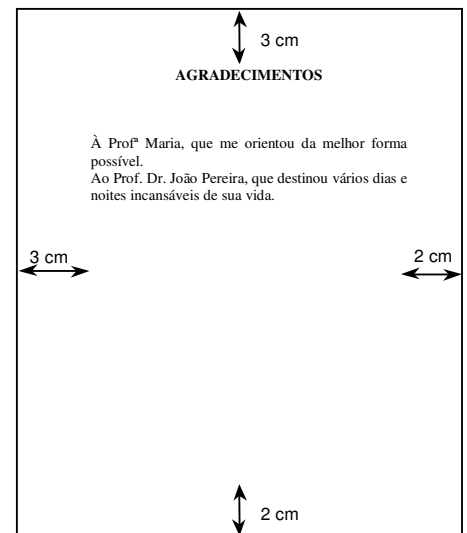 3 cm
AGRADECIMENTOS
À Profª Maria, que me orientou da melhor forma
possível.
Ao Prof. Dr. João Pereira, que destinou vários dias e
noites incansáveis de sua vida.
3 cm
2 cm
2 cm